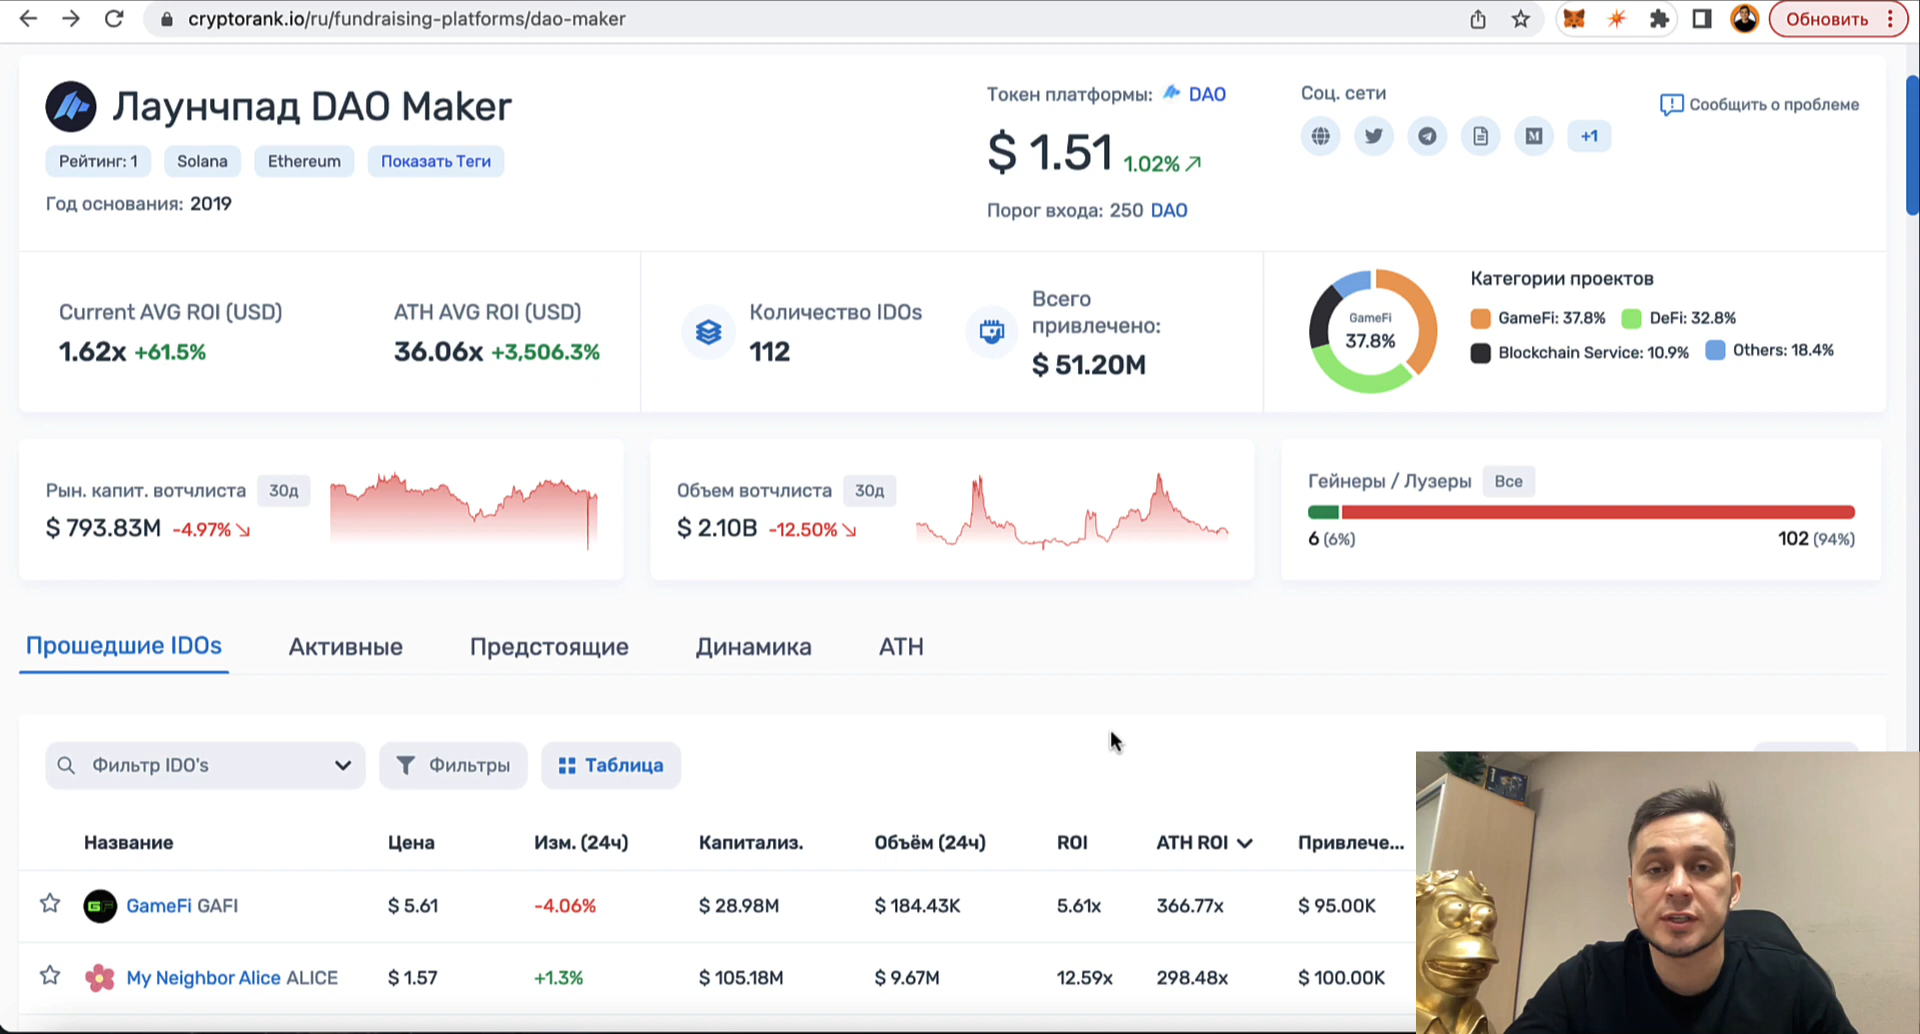 cryptorank.io/ru/fundraising-platforms/dao-maker
Обновить
Лаунчпад DAO Maker
Рейтинг: 1
Solana
Ethereum
Показать Теги
Год основания: 2019
Токен платформы: DAO
$ 1.51 1.02%
Порог входа: 250 DAO
Соц. сети
+1
Сообщить о проблеме
Current AVG ROI (USD)
1.62x +61.5%
ATH AVG ROI (USD)
36.06x +3,506.3%
Количество IDOs
112
Всего
привлечено:
$ 51.20M
GameFi
37.8%
Категории проектов
GameFi: 37.8%
DeFi: 32.8%
Blockchain Service: 10.9%
Others: 18.4%
Рын. капит. вотчлиста 30д
$ 793.83M -4.97%
Объем вотчлиста 30д
$ 2.10B -12.50%
Гейнеры / Лузеры Все
6 (6%)
102 (94%)
Прошедшие IDOs
Активные
Предстоящие
Динамика
ATH
Фильтр IDO's
Фильтры
Таблица
Название Цена Изм. (24ч) Капитализ. Объём (24ч) ROI ATH ROI Привлече...
GameFi GAFI $ 5.61 -4.06% $ 28.98M $ 184.43K 5.61x 366.77x $ 95.00K
My Neighbor Alice ALICE $ 1.57 +1.3% $ 105.18M $ 9.67M 12.59x 298.48x $ 100.00K